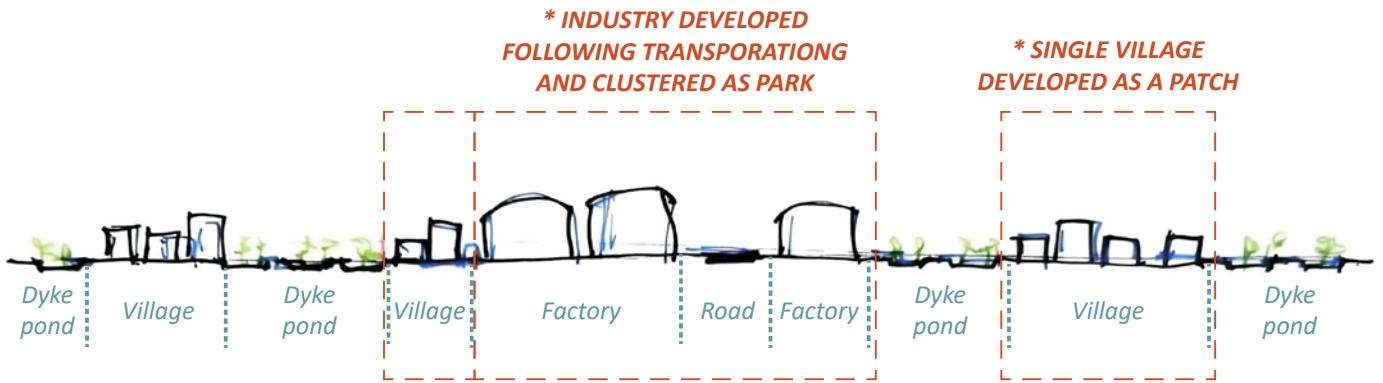 * INDUSTRY DEVELOPED
FOLLOWING TRANSPORATIONG
AND CLUSTERED AS PARK
* SINGLE VILLAGE
DEVELOPED AS A PATCH
Dyke
pond
Village
Dyke
pond
Village
Factory
Road
Factory
Dyke
pond
Village
Dyke
pond